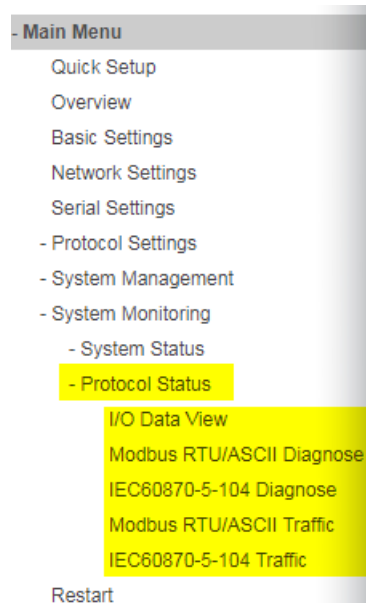 - Main Menu
Quick Setup
Overview
Basic Settings
Network Settings
Serial Settings
- Protocol Settings
- System Management
- System Monitoring
- System Status
- Protocol Status
I/O Data View
Modbus RTU/ASCII Diagnose
IEC60870-5-104 Diagnose
Modbus RTU/ASCII Traffic
IEC60870-5-104 Traffic
Restart